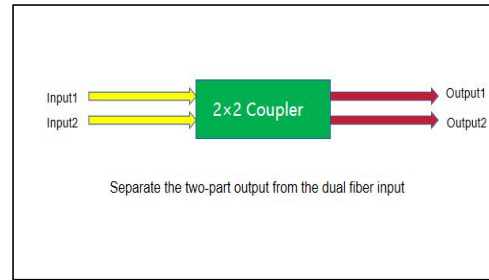 Input1
Output1
2×2 Coupler
Input2
Output2
Separate the two-part output from the dual fiber input